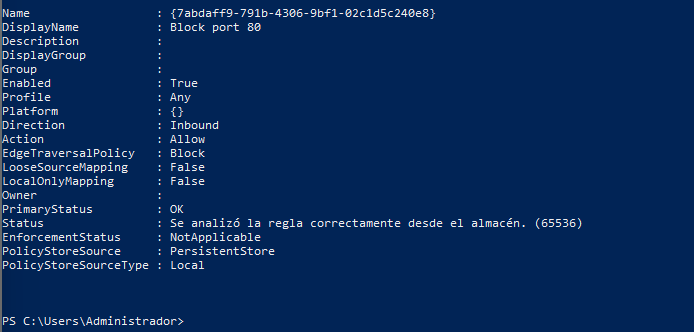 Name                  : {7abdaff9-791b-4306-9bf1-02c1d5c240e8}
DisplayName           : Block port 80
Description           :
DisplayGroup          :
Group                 :
Enabled               : True
Profile               : Any
Platform              : {}
Direction             : Inbound
Action                : Allow
EdgeTraversalPolicy   : Block
LooseSourceMapping    : False
LocalOnlyMapping      : False
Owner                 :
PrimaryStatus         : OK
Status                : Se analizó la regla correctamente desde el almacén. (65536)
EnforcementStatus     : NotApplicable
PolicyStoreSource     : PersistentStore
PolicyStoreSourceType : Local
PS C:\Users\Administrador>